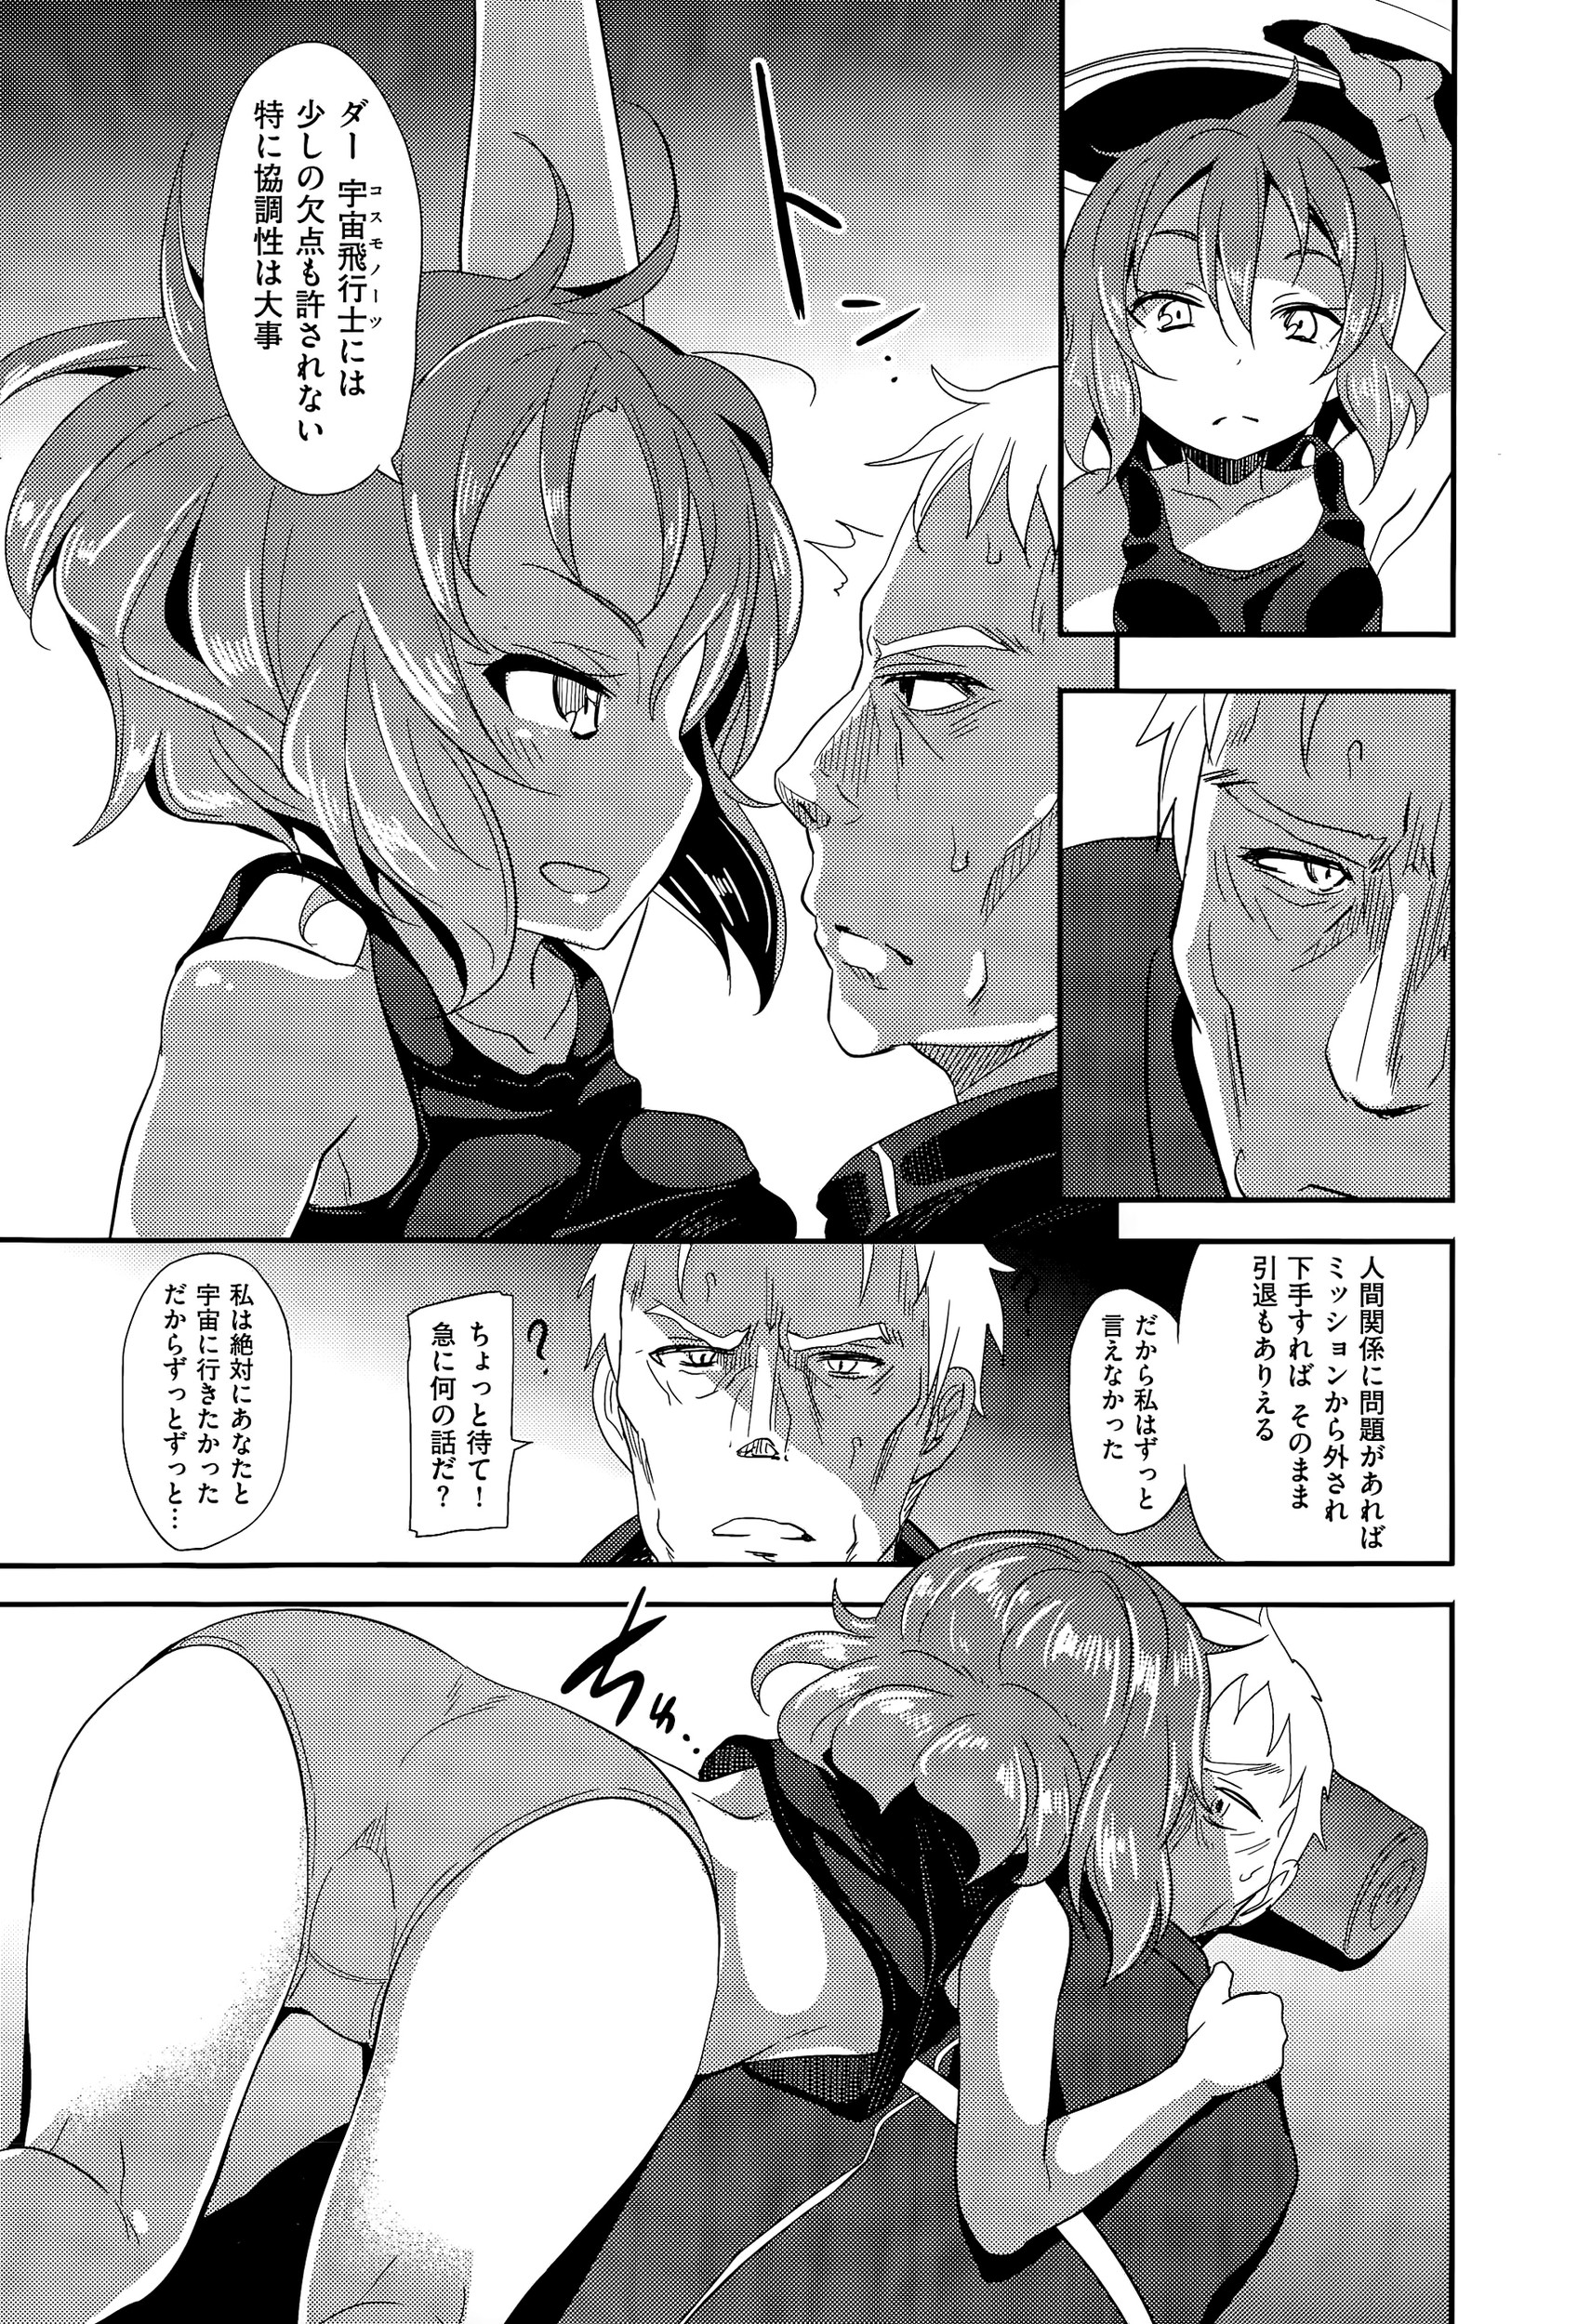 トン…
ダー 宇宙飛行士には
コスモノーツ
少しの欠点も許されない
特に協調性は大事
人間関係に問題があれば
ミッションから外され
下手すれば そのまま
引退もありえる
だから私はずっと
言えなかった
ちょっと待て！
急に何の話だ？
？
私は絶対にあなたと
宇宙に行きたかった
だからずっとずっと…